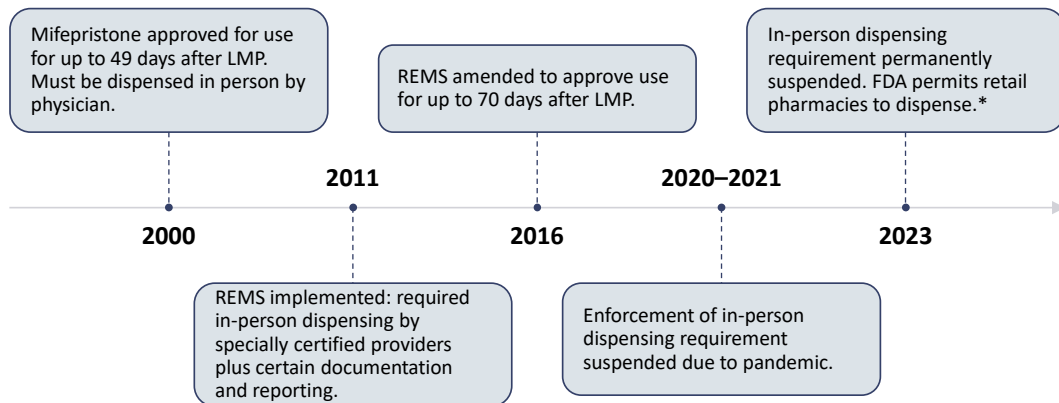 Mifepristone approved for use
for up to 49 days after LMP.
Must be dispensed in person by
physician.
REMS amended to approve use
for up to 70 days after LMP.
In-person dispensing
requirement permanently
suspended. FDA permits retail
pharmacies to dispense.*
2011
2020–2021
2000
2016
2023
REMS implemented: required
in-person dispensing by
specially certified providers
plus certain documentation
and reporting.
Enforcement of in-person
dispensing requirement
suspended due to pandemic.